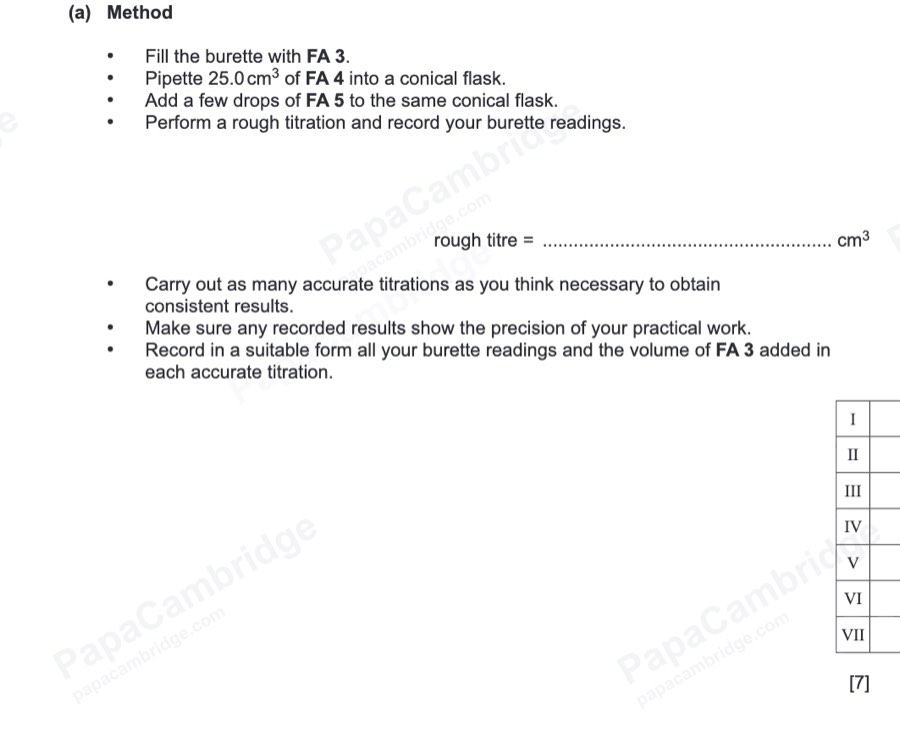 (a) Method
• Fill the burette with FA 3.
• Pipette 25.0 cm³ of FA 4 into a conical flask.
• Add a few drops of FA 5 to the same conical flask.
• Perform a rough titration and record your burette readings.
PapaCambridge
papacambridge.com
rough titre = ........................................................ cm³
• Carry out as many accurate titrations as you think necessary to obtain
consistent results.
• Make sure any recorded results show the precision of your practical work.
• Record in a suitable form all your burette readings and the volume of FA 3 added in
each accurate titration.
I
II
III
IV
V
VI
VII
PapaCambridge
papacambridge.com
PapaCambridge
papacambridge.com
[7]